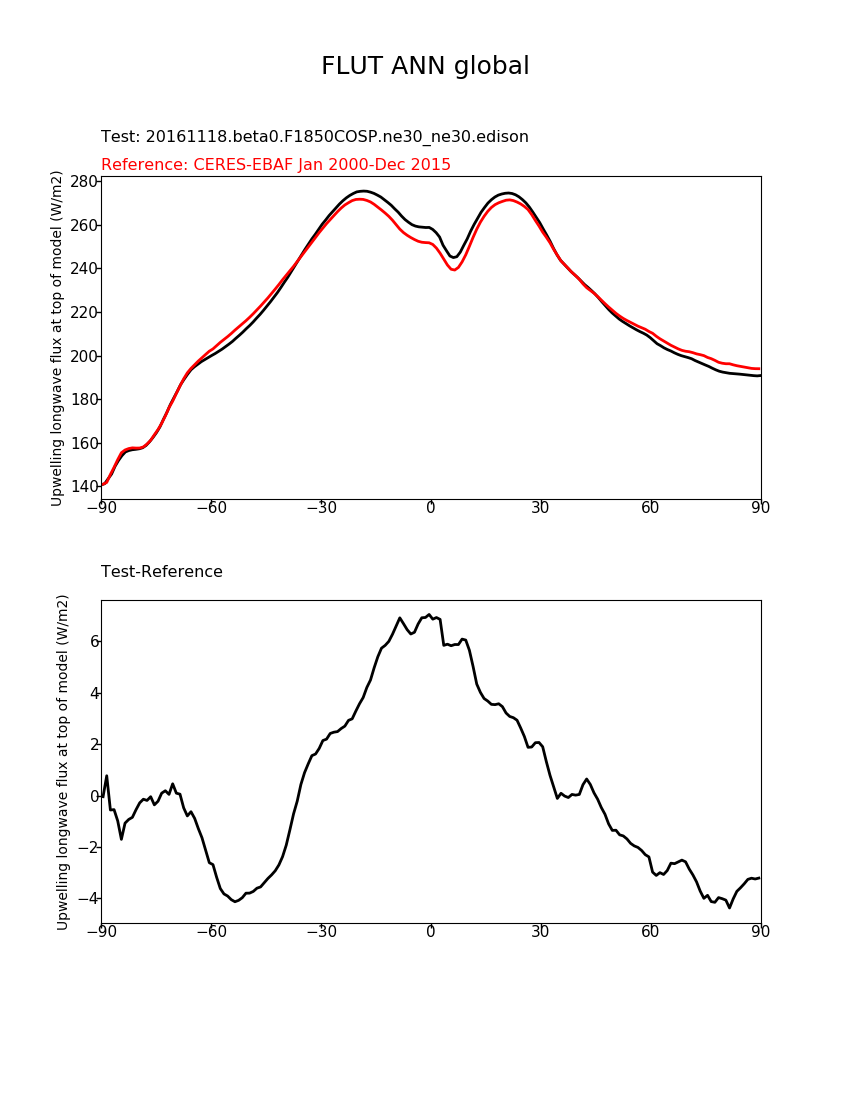 FLUT ANN global
Test: 20161118.beta0.F1850COSP.ne30_ne30.edison
Reference: CERES-EBAF Jan 2000-Dec 2015
Upwelling longwave flux at top of model (W/m2)
280
260
240
220
200
180
160
140
−90 −60 −30 0 30 60 90
Test-Reference
Upwelling longwave flux at top of model (W/m2)
6
4
2
0
−2
−4
−90 −60 −30 0 30 60 90